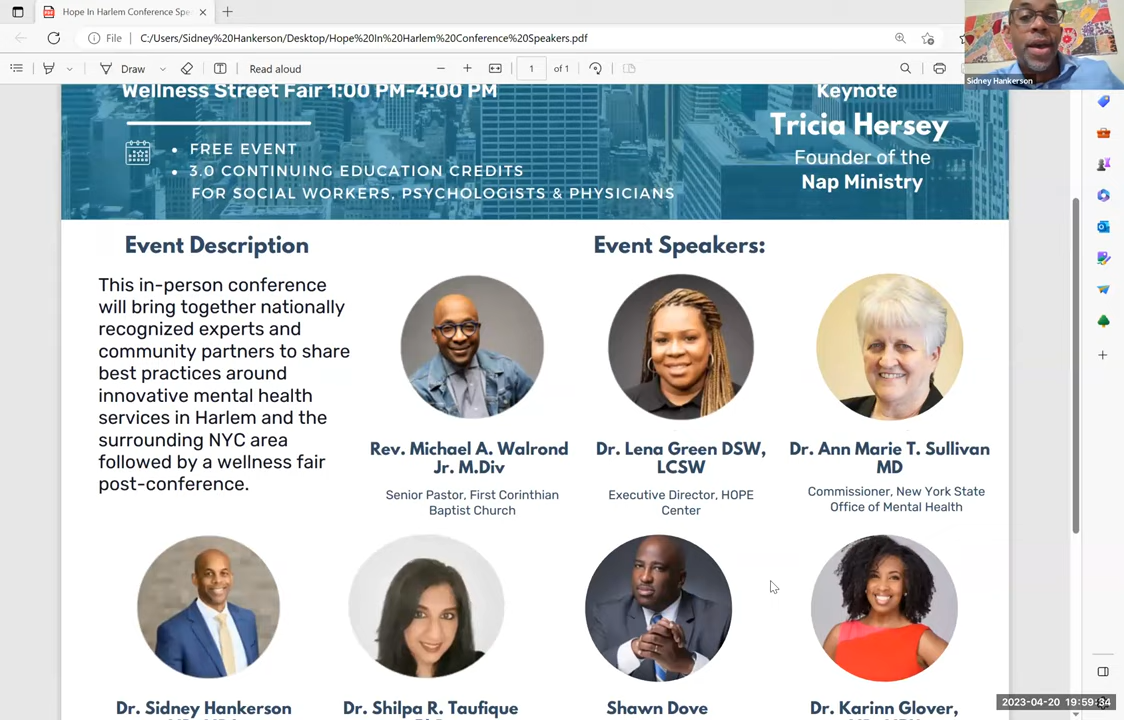 Hope In Harlem Conference Spe
File
C:/Users/Sidney%20Hankerson/Desktop/Hope%20In%20Harlem%20Conference%20Speakers.pdf
Draw
Read aloud
1
of 1
Sidney Hankerson
Wellness Street Fair 1:00 PM-4:00 PM
• FREE EVENT
• 3.0 CONTINUING EDUCATION CREDITS
FOR SOCIAL WORKERS, PSYCHOLOGISTS & PHYSICIANS
Keynote
Tricia Hersey
Founder of the
Nap Ministry
Event Description
This in-person conference
will bring together nationally
recognized experts and
community partners to share
best practices around
innovative mental health
services in Harlem and the
surrounding NYC area
followed by a wellness fair
post-conference.
Event Speakers:
Rev. Michael A. Walrond
Jr. M.Div
Senior Pastor, First Corinthian
Baptist Church
Dr. Lena Green DSW,
LCSW
Executive Director, HOPE
Center
Dr. Ann Marie T. Sullivan
MD
Commissioner, New York State
Office of Mental Health
Dr. Sidney Hankerson
Dr. Shilpa R. Taufique
Shawn Dove
Dr. Karinn Glover,
2023-04-20 19:59:34